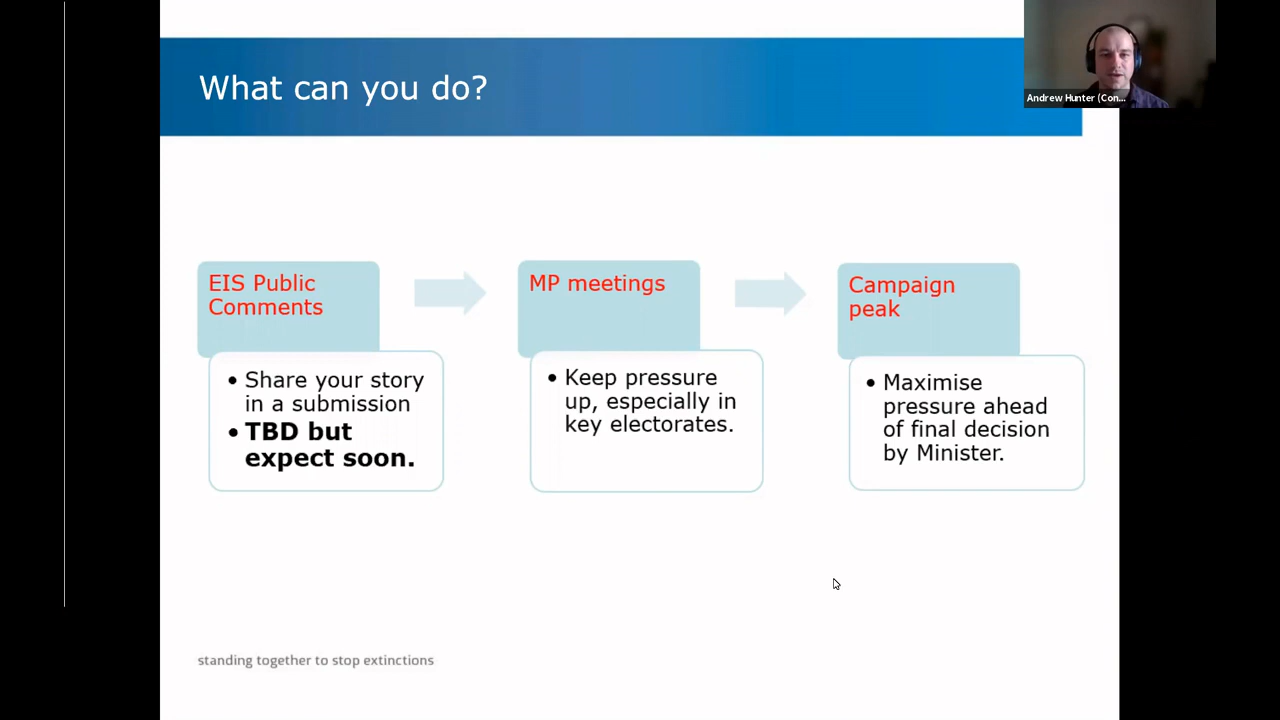 What can you do?
Andrew Hunter (Con...
EIS Public
Comments
• Share your story
in a submission
• TBD but
expect soon.
MP meetings
• Keep pressure
up, especially in
key electorates.
Campaign
peak
• Maximise
pressure ahead
of final decision
by Minister.
standing together to stop extinctions